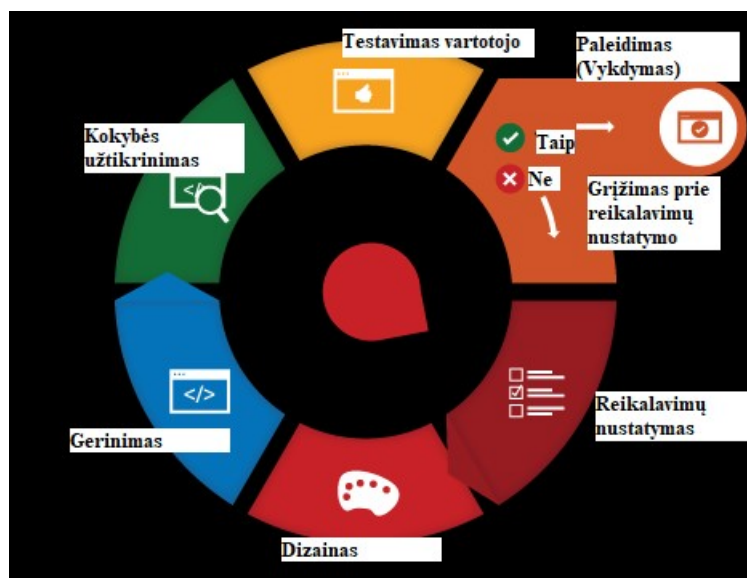 Testavimas vartotojo
Paleidimas
(Vykdymas)
Kokybės
užtikrinimas
Taip
Ne
Grįžimas prie
reikalavimų
nustatymo
</>
</>
Gerinimas
Reikalavimų
nustatymas
Dizainas